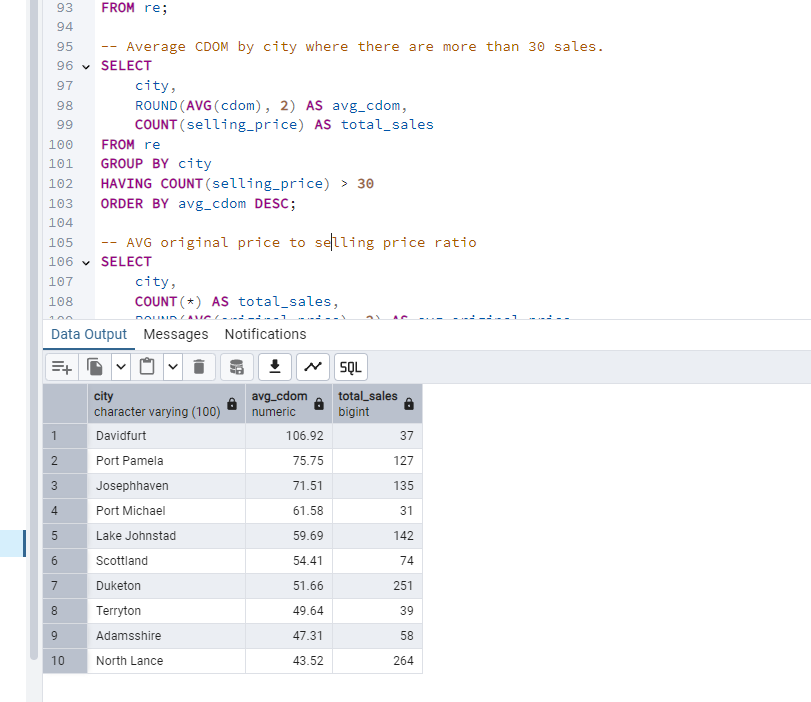 93 FROM re;
94
95 -- Average CDOM by city where there are more than 30 sales.
96 SELECT
97 city,
98 ROUND(AVG(cdom), 2) AS avg_cdom,
99 COUNT(selling_price) AS total_sales
100 FROM re
101 GROUP BY city
102 HAVING COUNT(selling_price) > 30
103 ORDER BY avg_cdom DESC;
104
105 -- AVG original price to selling price ratio
106 SELECT
107 city,
108 COUNT(*) AS total_sales,
109 ROUND(AVG(original_price), 2) AS avg_original_price
Data Output Messages Notifications
SQL
city avg_cdom total_sales
character varying (100) numeric bigint
1 Davidfurt 106.92 37
2 Port Pamela 75.75 127
3 Josephhaven 71.51 135
4 Port Michael 61.58 31
5 Lake Johnstad 59.69 142
6 Scottland 54.41 74
7 Duketon 51.66 251
8 Terryton 49.64 39
9 Adamsshire 47.31 58
10 North Lance 43.52 264